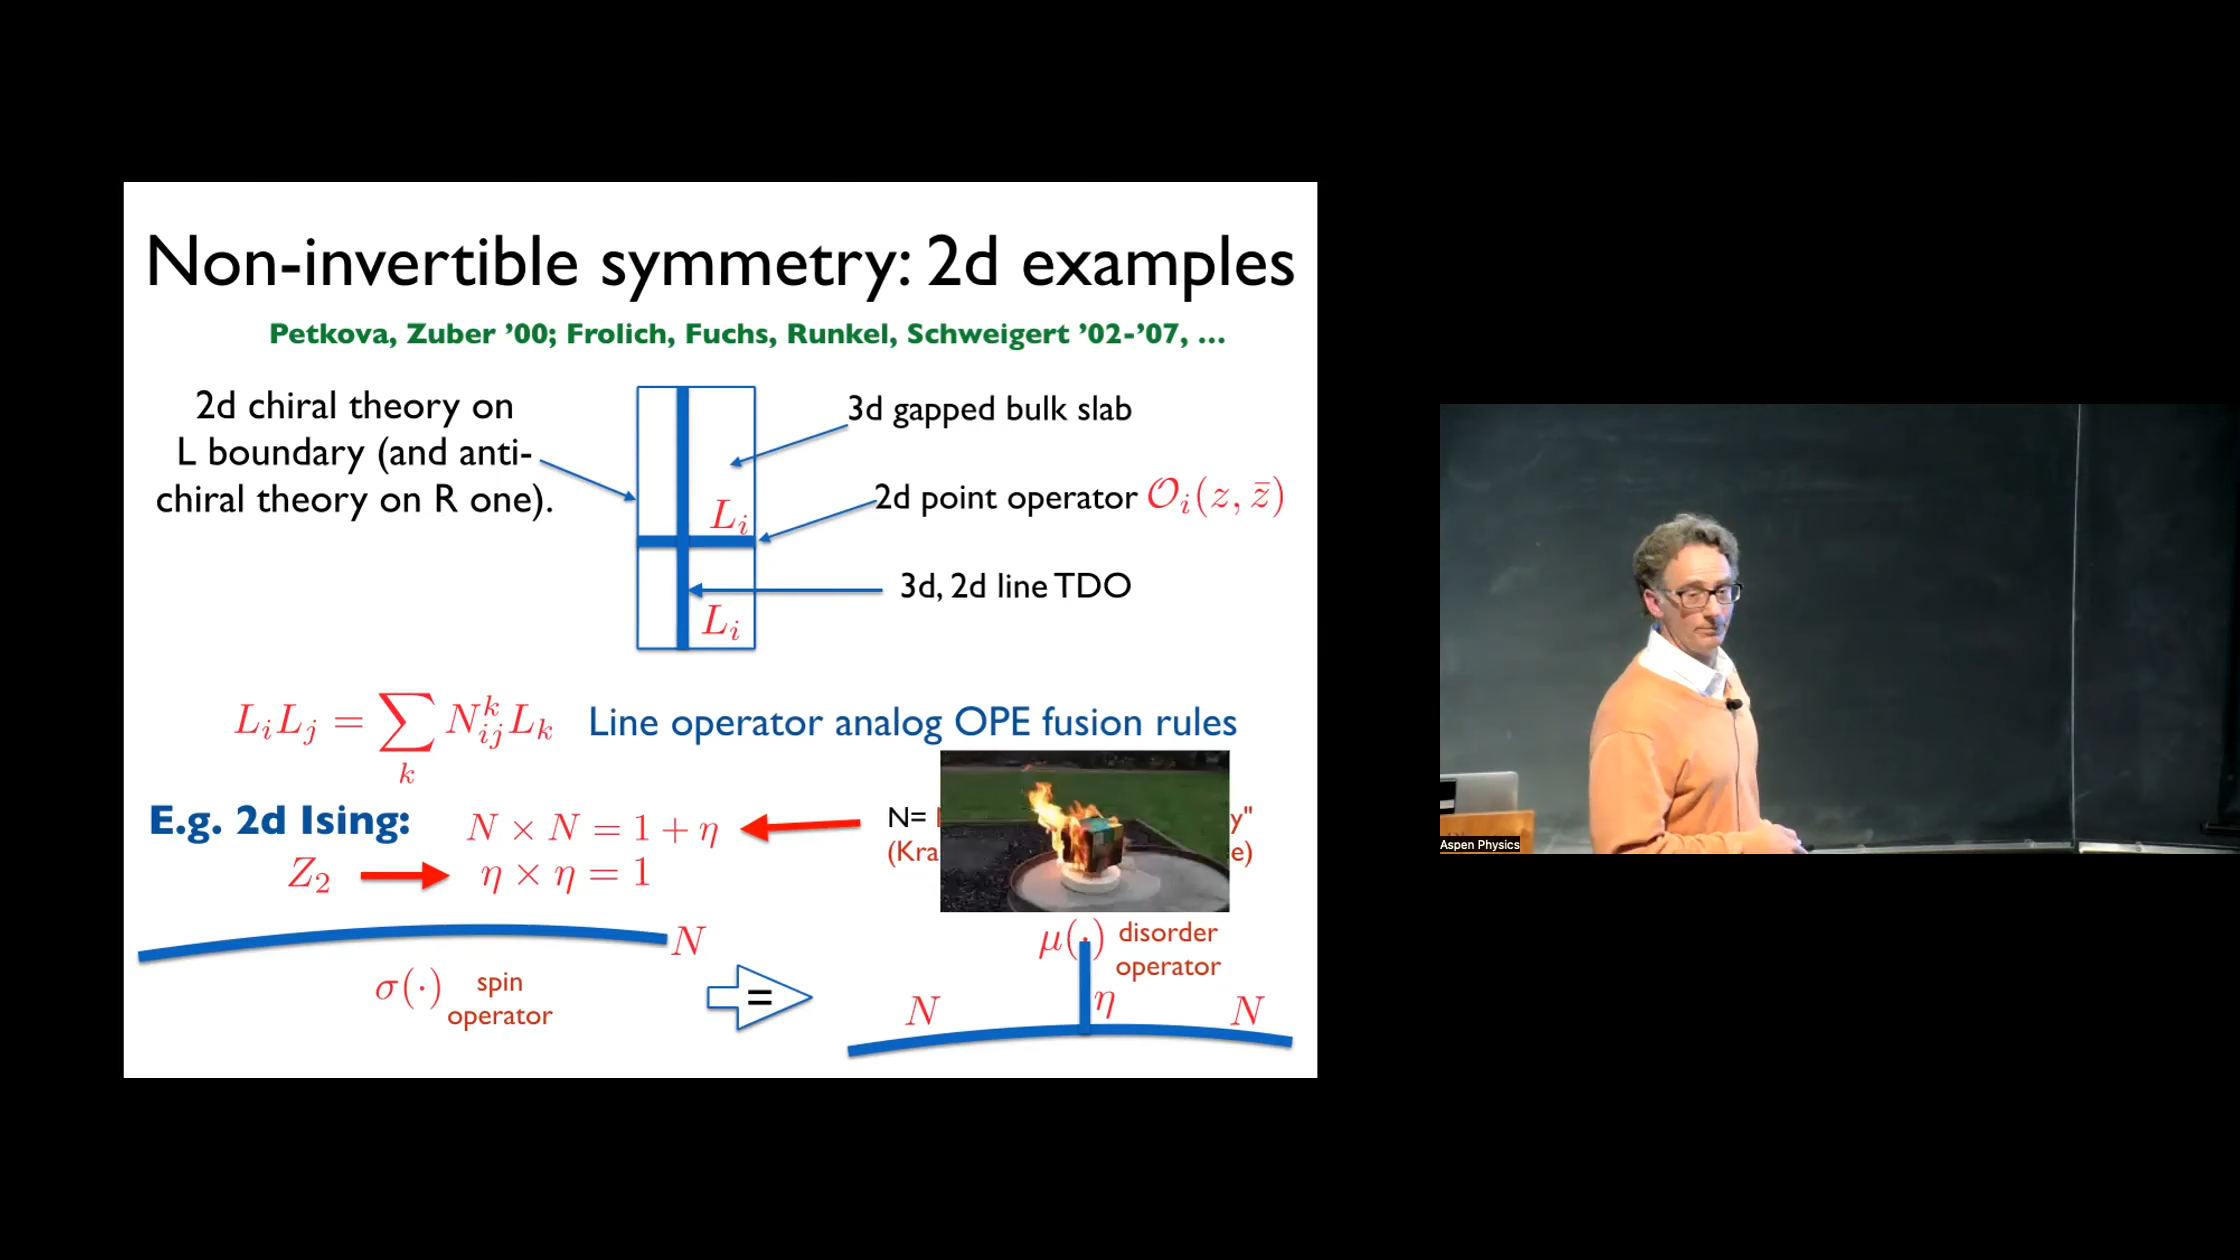 Non-invertible symmetry: 2d examples
Petkova, Zuber ’00; Frolich, Fuchs, Runkel, Schweigert ’02-’07, ...
2d chiral theory on
L boundary (and anti-
chiral theory on R one).
3d gapped bulk slab
2d point operator 𝒪ᵢ(z, z̄)
3d, 2d line TDO
Lᵢ
Lᵢ
LᵢLⱼ = ∑ₖ Nᵢⱼᵏ Lₖ
Line operator analog OPE fusion rules
E.g. 2d Ising:
N × N = 1 + η
N=
y"
(Kra
e)
Z₂
η × η = 1
N
σ(·) spin
operator
=
μ(·) disorder
operator
N
η
N
Aspen Physics